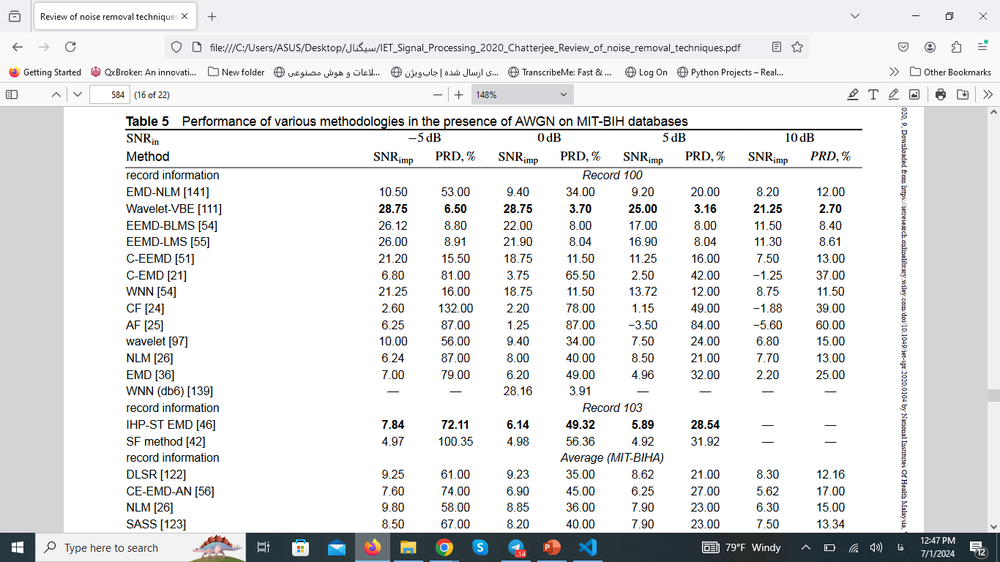 Review of noise removal techniques
file:///C:/Users/ASUS/Desktop/سیگنال/IET_Signal_Processing_2020_Chatterjee_Review_of_noise_removal_techniques.pdf
Getting Started QxBroker: An innovati... New folder ...لاعات و هوش مصنوعی ...ی ارسال شده | جاب‌ویژن TranscribeMe: Fast & ... Log On Python Projects – Real... Other Bookmarks
584 (16 of 22) 148%
Table 5 Performance of various methodologies in the presence of AWGN on MIT-BIH databases
SNRin −5 dB 0 dB 5 dB 10 dB
Method SNRimp PRD, % SNRimp PRD, % SNRimp PRD, % SNRimp PRD, %
record information Record 100
EMD-NLM [141] 10.50 53.00 9.40 34.00 9.20 20.00 8.20 12.00
Wavelet-VBE [111] 28.75 6.50 28.75 3.70 25.00 3.16 21.25 2.70
EEMD-BLMS [54] 26.12 8.80 22.00 8.00 17.00 8.00 11.50 8.40
EEMD-LMS [55] 26.00 8.91 21.90 8.04 16.90 8.04 11.30 8.61
C-EEMD [51] 21.20 15.50 18.75 11.50 11.25 16.00 7.50 13.00
C-EMD [21] 6.80 81.00 3.75 65.50 2.50 42.00 −1.25 37.00
WNN [54] 21.25 16.00 18.75 11.50 13.72 12.00 8.75 11.50
CF [24] 2.60 132.00 2.20 78.00 1.15 49.00 −1.88 39.00
AF [25] 6.25 87.00 1.25 87.00 −3.50 84.00 −5.60 60.00
wavelet [97] 10.00 56.00 9.40 34.00 7.50 24.00 6.80 15.00
NLM [26] 6.24 87.00 8.00 40.00 8.50 21.00 7.70 13.00
EMD [36] 7.00 79.00 6.20 49.00 4.96 32.00 2.20 25.00
WNN (db6) [139] — — 28.16 3.91 — — — —
record information Record 103
IHP-ST EMD [46] 7.84 72.11 6.14 49.32 5.89 28.54 — —
SF method [42] 4.97 100.35 4.98 56.36 4.92 31.92 — —
record information Average (MIT-BIHA)
DLSR [122] 9.25 61.00 9.23 35.00 8.62 21.00 8.30 12.16
CE-EMD-AN [56] 7.60 74.00 6.90 45.00 6.25 27.00 5.62 17.00
NLM [26] 9.80 58.00 8.85 36.00 7.90 23.00 6.30 15.00
SASS [123] 8.50 67.00 8.20 40.00 7.90 23.00 7.50 13.34
020, 9, Downloaded from https://ietresearch.onlinelibrary.wiley.com/doi/10.1049/iet-spr.2020.0104 by National Institutes Of Health Malaysia,
Type here to search
.14
79°F Windy
فا
12:47 PM
7/1/2024
12